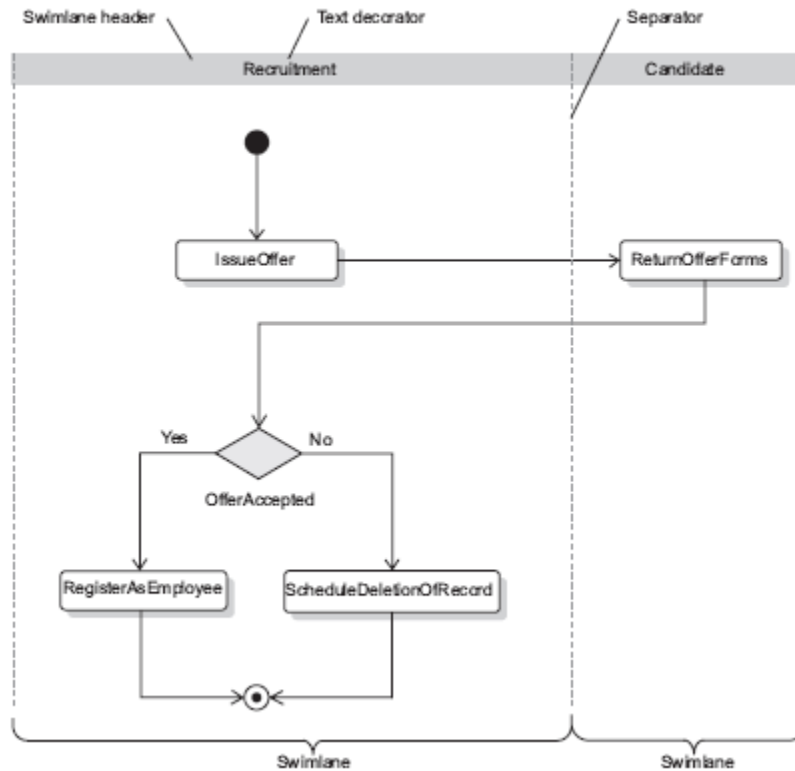 Swimlane header
Text decorator
Separator
Recruitment
Candidate
IssueOffer
ReturnOfferForms
Yes
No
OfferAccepted
RegisterAsEmployee
ScheduleDeletionOfRecord
Swimlane
Swimlane